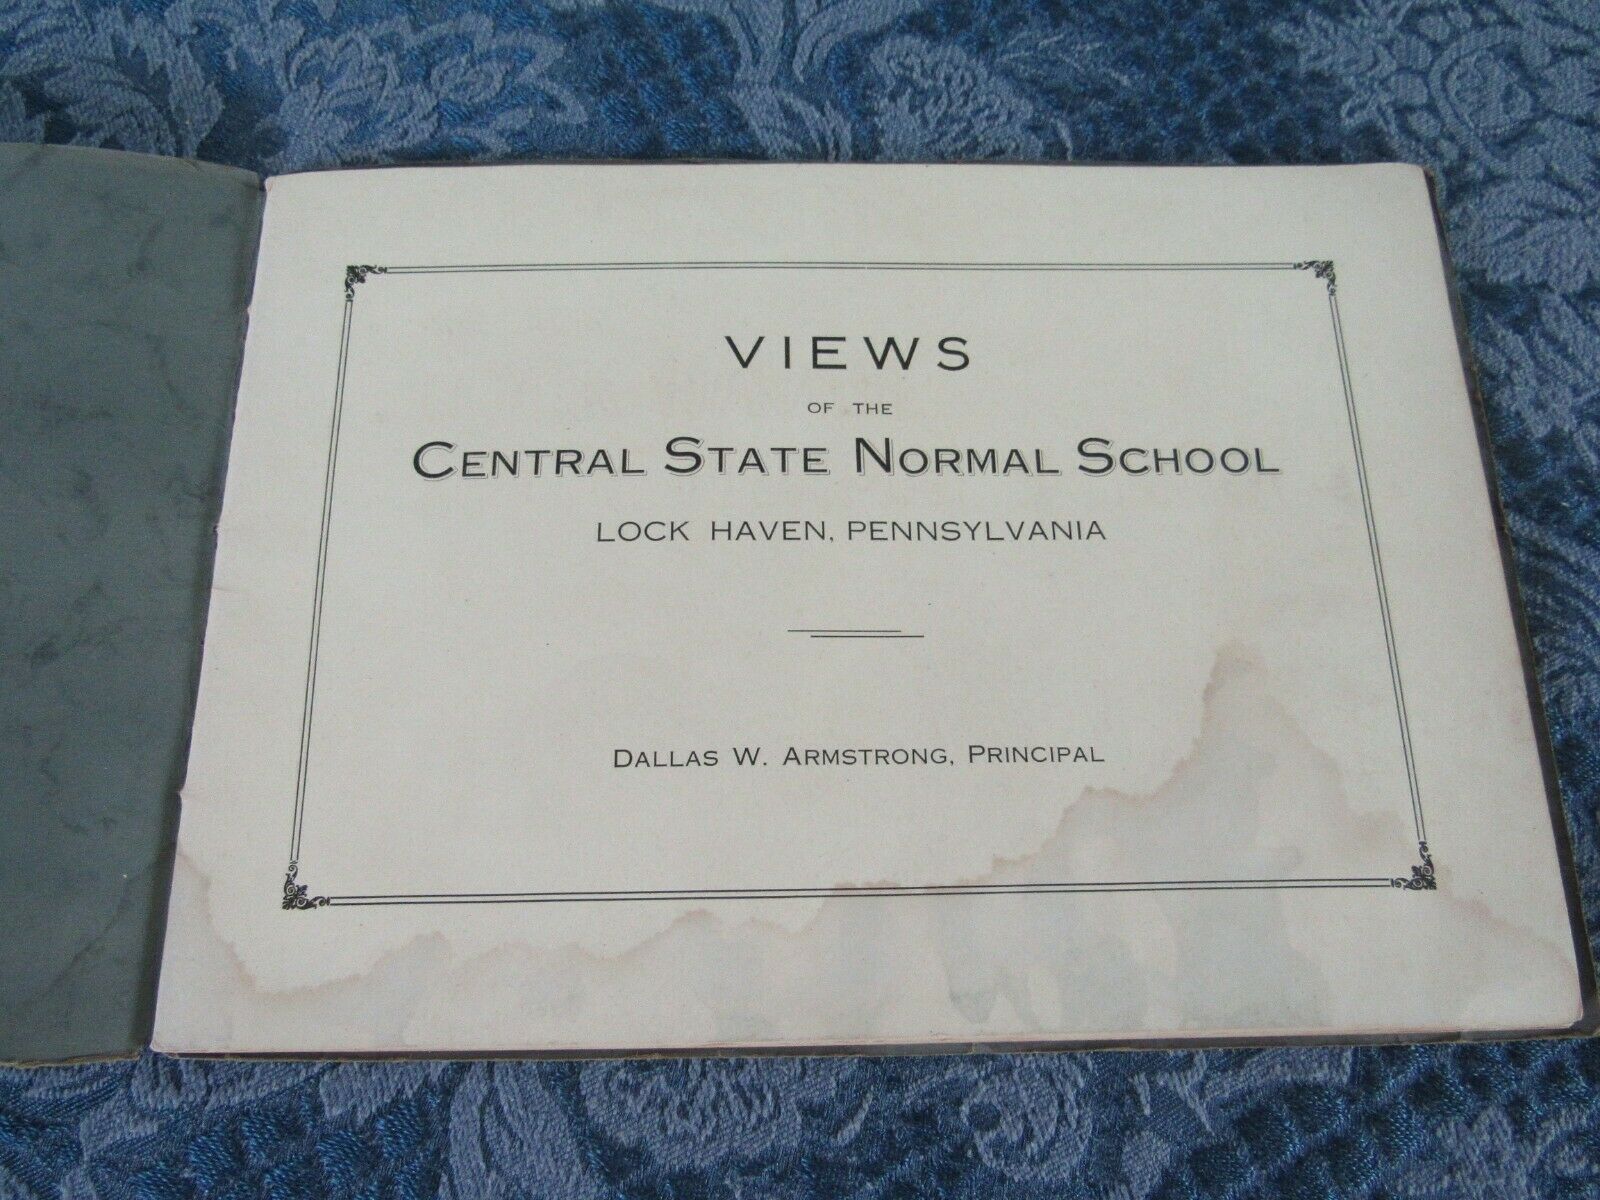 VIEWS
OF THE
CENTRAL STATE NORMAL SCHOOL
LOCK HAVEN, PENNSYLVANIA
DALLAS W. ARMSTRONG, PRINCIPAL